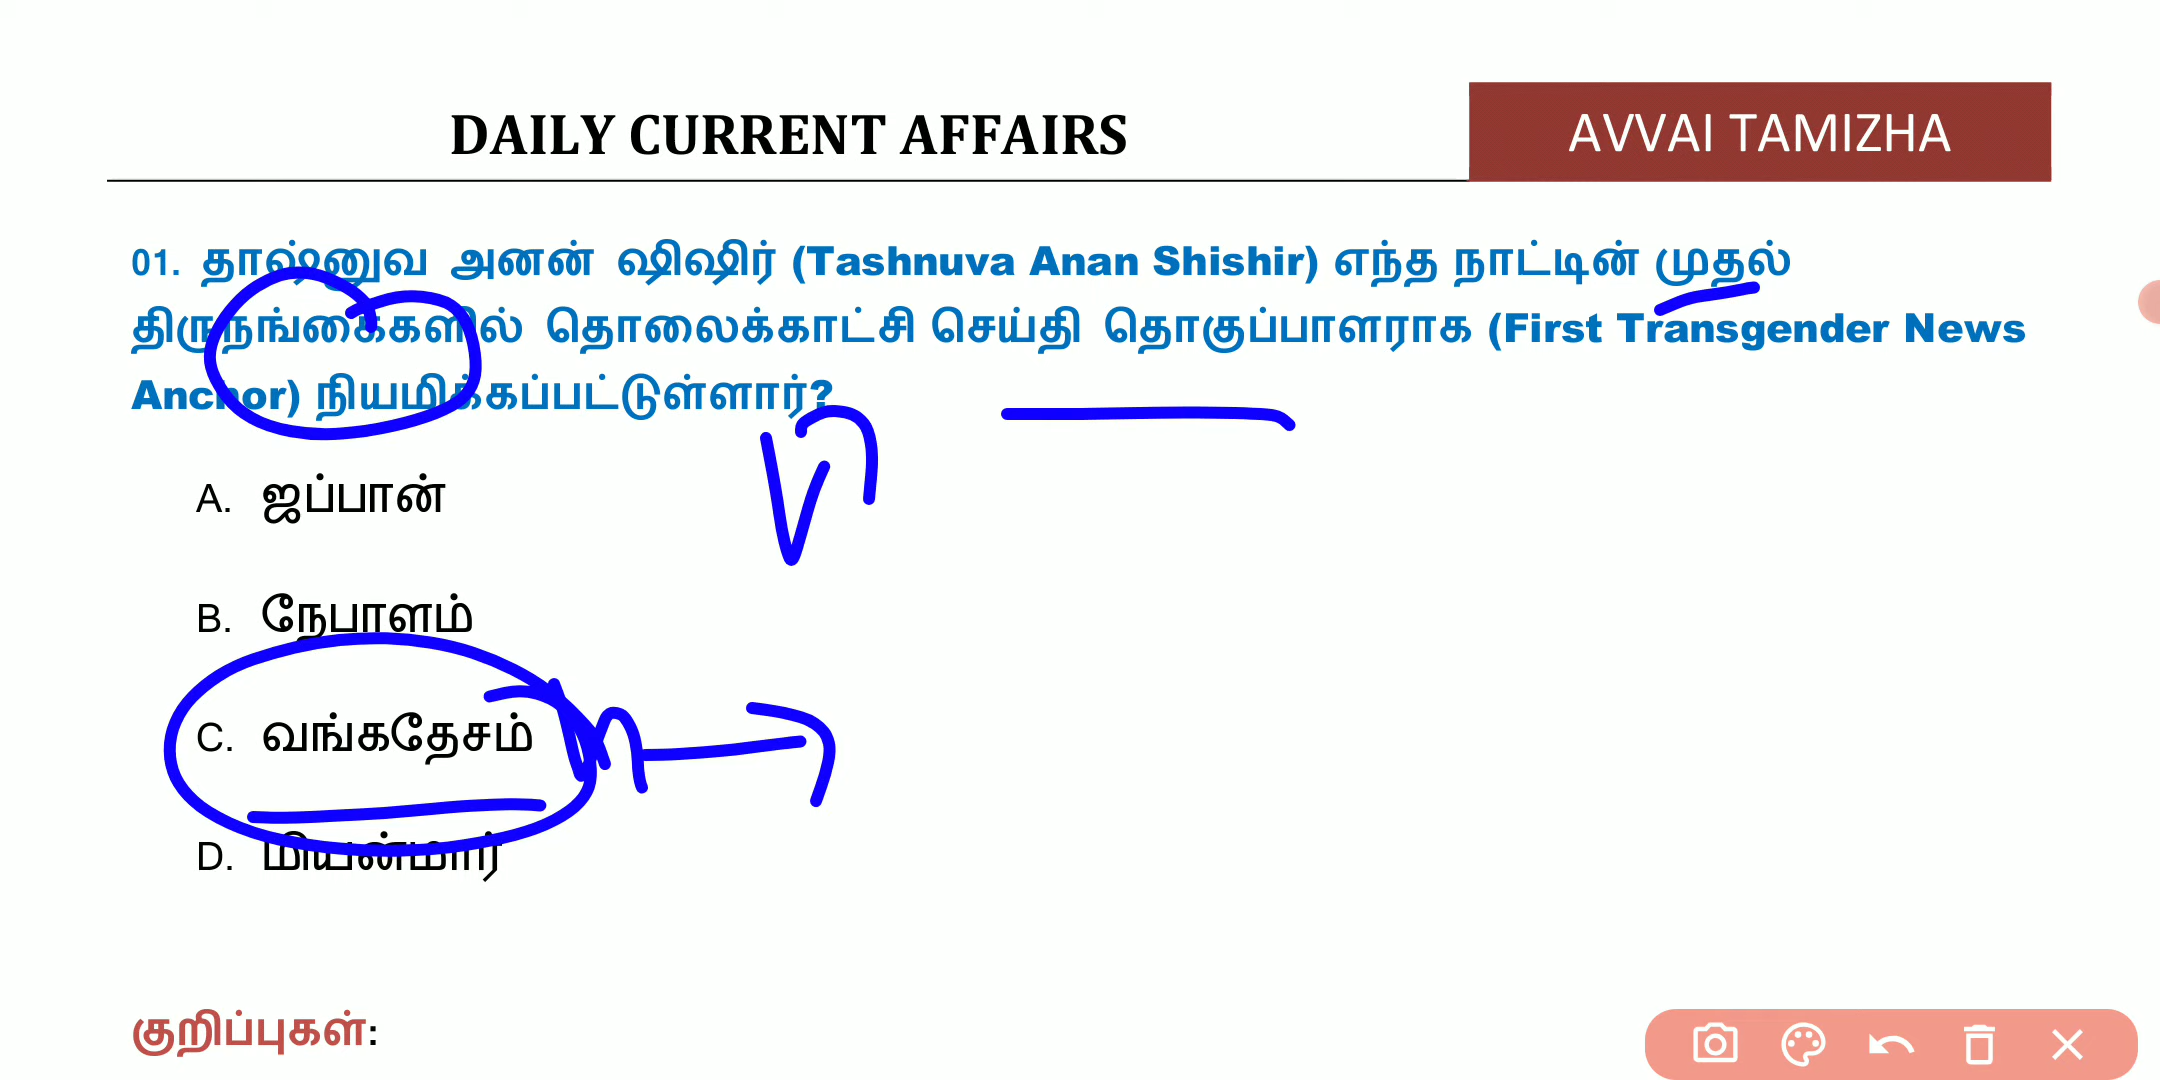 DAILY CURRENT AFFAIRS
AVVAI TAMIZHA
01. தாஷ்னுவ அனன் ஷிஷிர் (Tashnuva Anan Shishir) எந்த நாட்டின் முதல்
திருநங்கைகளில் தொலைக்காட்சி செய்தி தொகுப்பாளராக (First Transgender News
Anchor) நியமிக்கப்பட்டுள்ளார்?
A. ஜப்பான்
B. நேபாளம்
C. வங்கதேசம்
D. மியன்மார்
குறிப்புகள்: